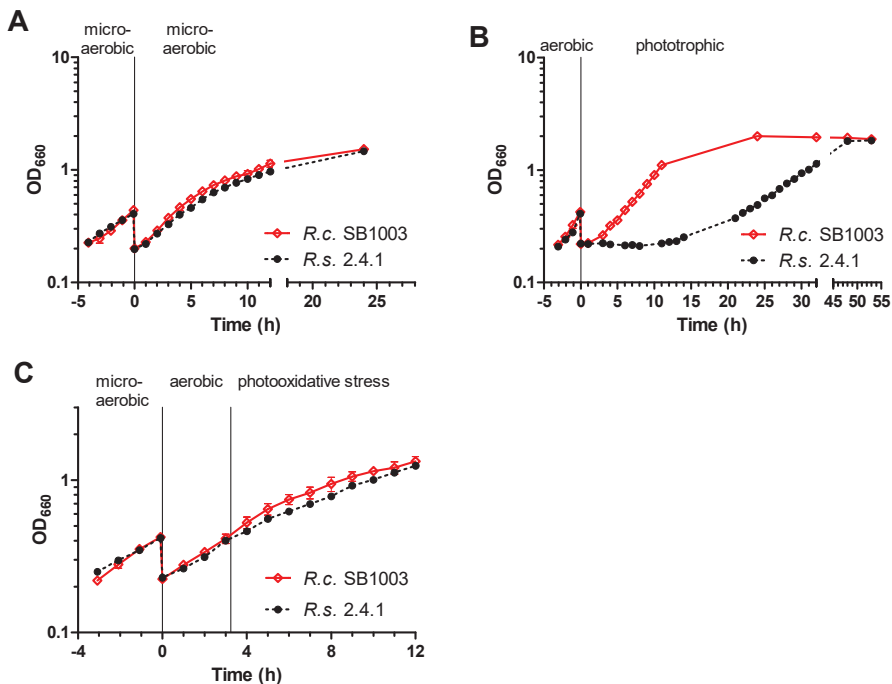 A
micro-
aerobic
micro-
aerobic
10
1
0.1
OD660
R.c. SB1003
R.s. 2.4.1
-5 0 5 10 20 25
Time (h)
B
aerobic
phototrophic
10
1
0.1
OD660
R.c. SB1003
R.s. 2.4.1
-5 0 5 10 15 20 25 30 45 50 55
Time (h)
C
micro-
aerobic
aerobic
photooxidative stress
1
0.1
OD660
R.c. SB1003
R.s. 2.4.1
-4 0 4 8 12
Time (h)